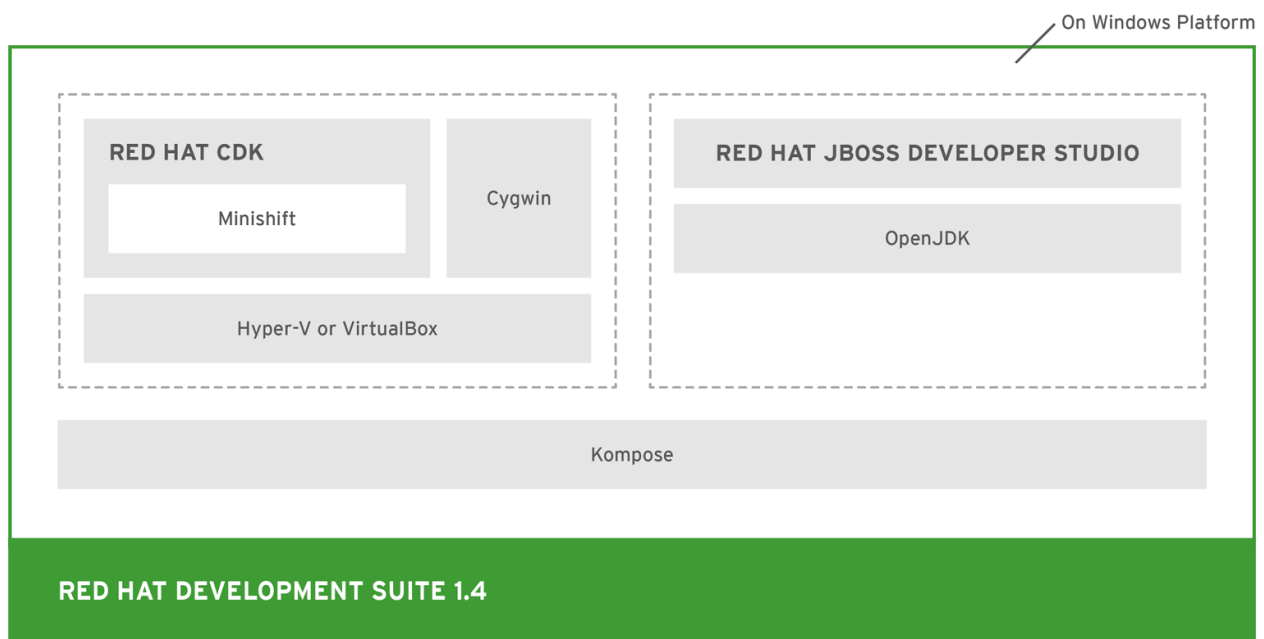 On Windows Platform
RED HAT CDK
Minishift
Cygwin
Hyper-V or VirtualBox
RED HAT JBOSS DEVELOPER STUDIO
OpenJDK
Kompose
RED HAT DEVELOPMENT SUITE 1.4